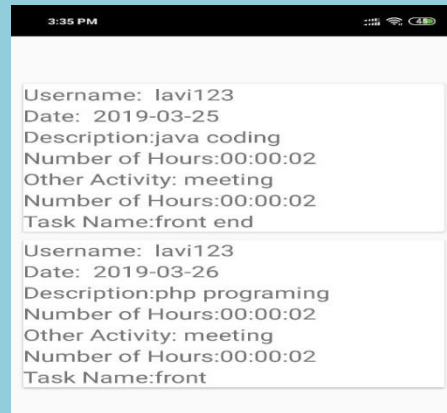 3:35 PM
45
Username: lavi123
Date: 2019-03-25
Description:java coding
Number of Hours:00:00:02
Other Activity: meeting
Number of Hours:00:00:02
Task Name:front end
Username: lavi123
Date: 2019-03-26
Description:php programing
Number of Hours:00:00:02
Other Activity: meeting
Number of Hours:00:00:02
Task Name:front